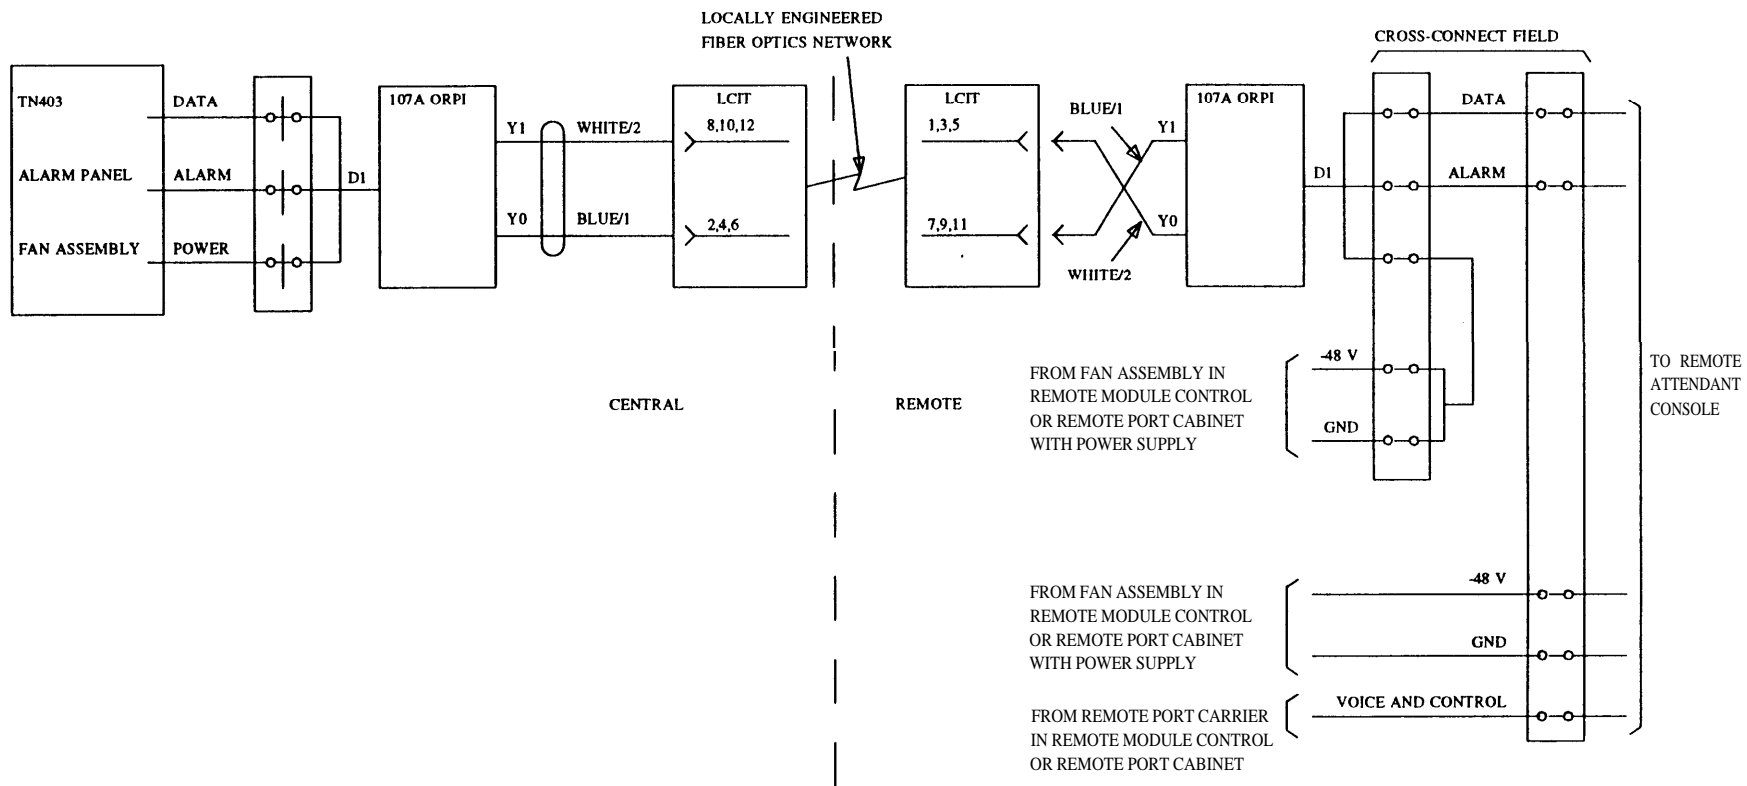 LOCALLY ENGINEERED
FIBER OPTICS NETWORK
CROSS-CONNECT FIELD
TN403
DATA
107A ORPI
LCIT
LCIT
107A ORPI
DATA
Y1
WHITE/2
8,10,12
1,3,5
BLUE/1
Y1
ALARM PANEL
ALARM
D1
D1
ALARM
Y0
BLUE/1
2,4,6
7,9,11
Y0
FAN ASSEMBLY
POWER
WHITE/2
CENTRAL
REMOTE
FROM FAN ASSEMBLY IN
REMOTE MODULE CONTROL
OR REMOTE PORT CABINET
WITH POWER SUPPLY
-48 V
GND
TO REMOTE
ATTENDANT
CONSOLE
FROM FAN ASSEMBLY IN
REMOTE MODULE CONTROL
OR REMOTE PORT CABINET
WITH POWER SUPPLY
-48 V
GND
FROM REMOTE PORT CARRIER
IN REMOTE MODULE CONTROL
OR REMOTE PORT CABINET
VOICE AND CONTROL